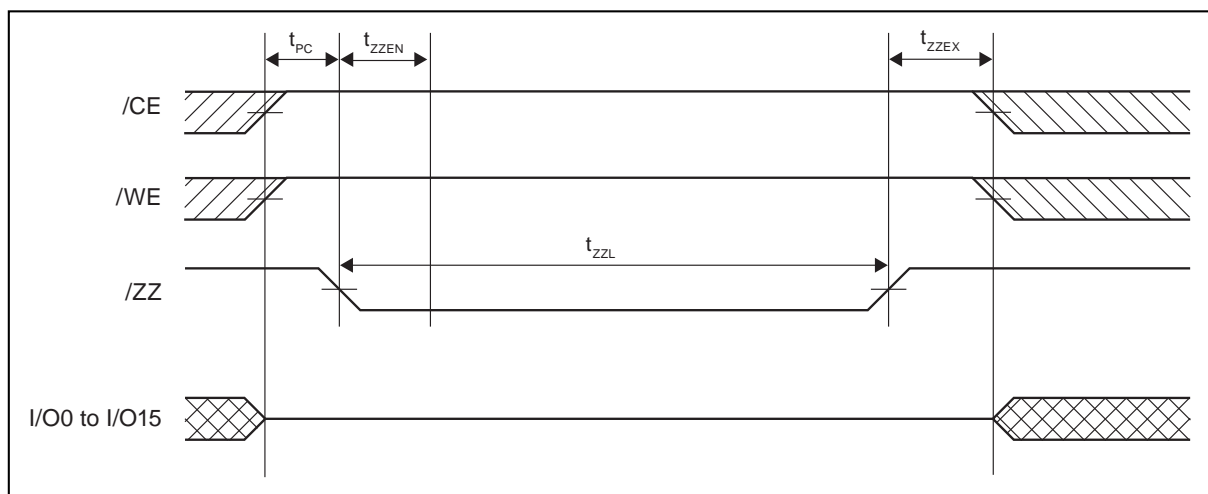 tPC tZZEN tZZEX
/CE
/WE
tZZL
/ZZ
I/O0 to I/O15